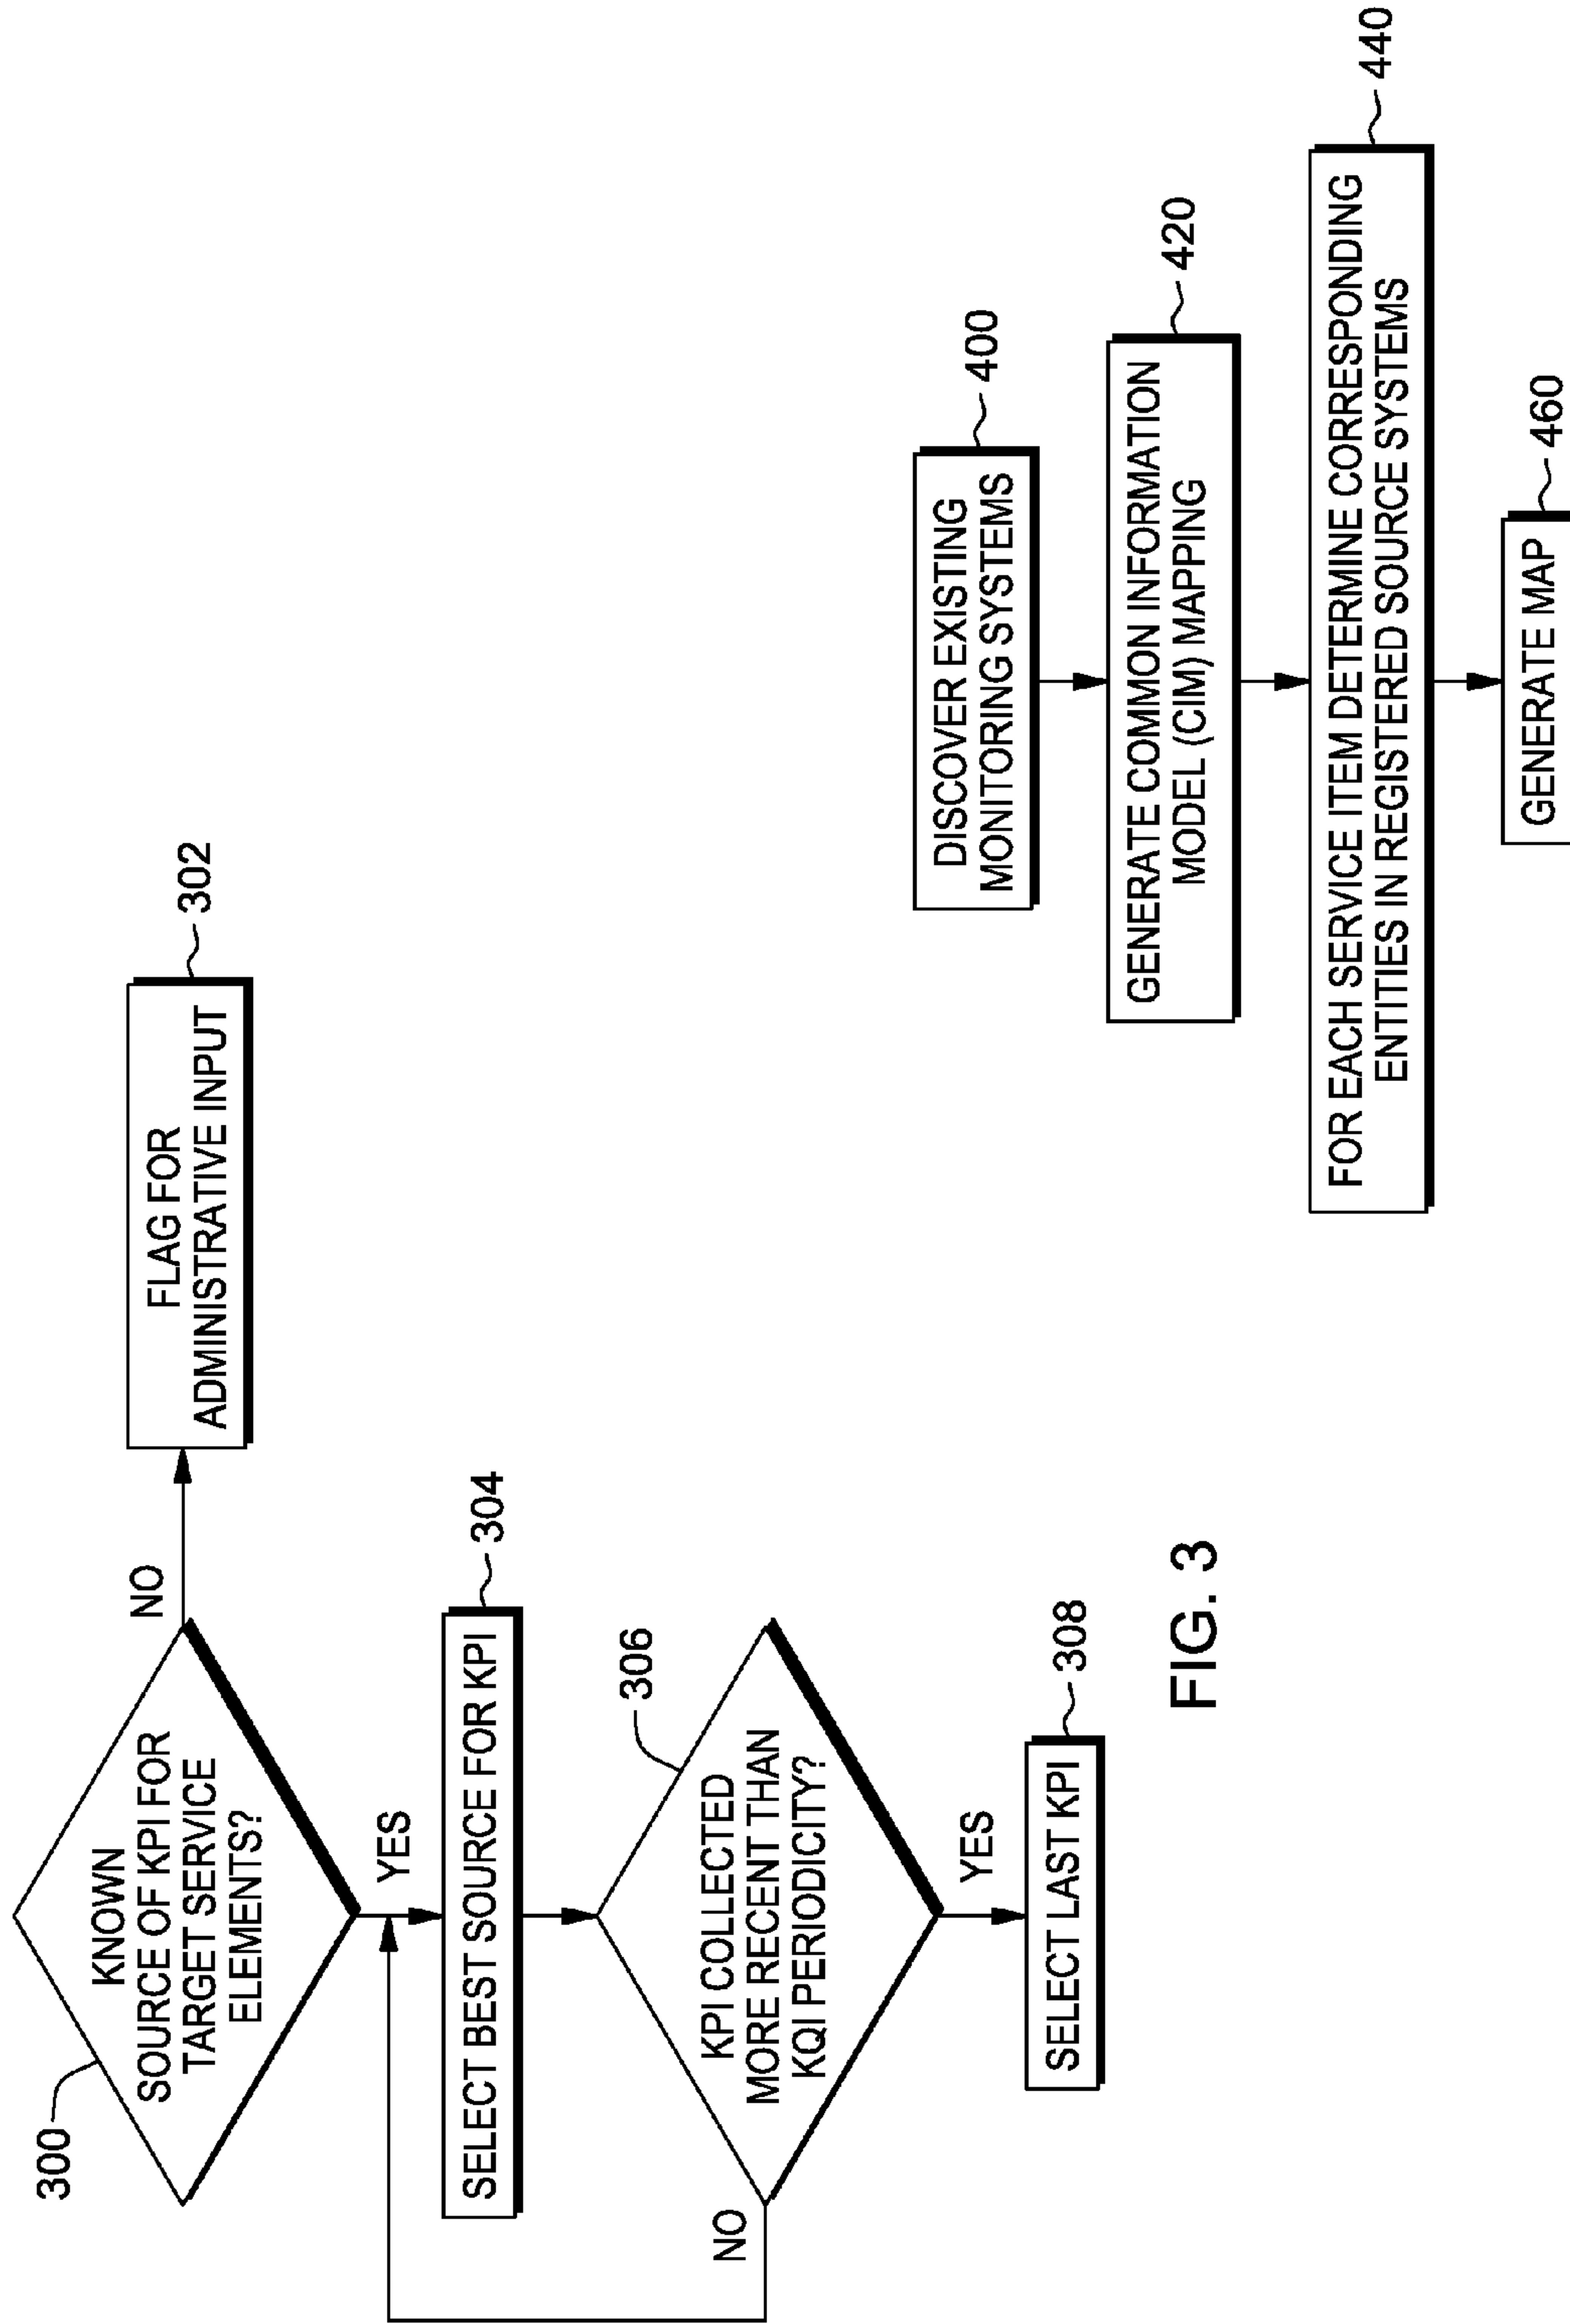 300
KNOWN
SOURCE OF KPI FOR
TARGET SERVICE
ELEMENTS?
NO
FLAG FOR
ADMINISTRATIVE INPUT
302
YES
SELECT BEST SOURCE FOR KPI
304
306
KPI COLLECTED
MORE RECENT THAN
KQI PERIODICITY?
NO
YES
SELECT LAST KPI
308
FIG. 3
DISCOVER EXISTING
MONITORING SYSTEMS
400
GENERATE COMMON INFORMATION
MODEL (CIM) MAPPING
420
FOR EACH SERVICE ITEM DETERMINE CORRESPONDING
ENTITIES IN REGISTERED SOURCE SYSTEMS
440
GENERATE MAP
460